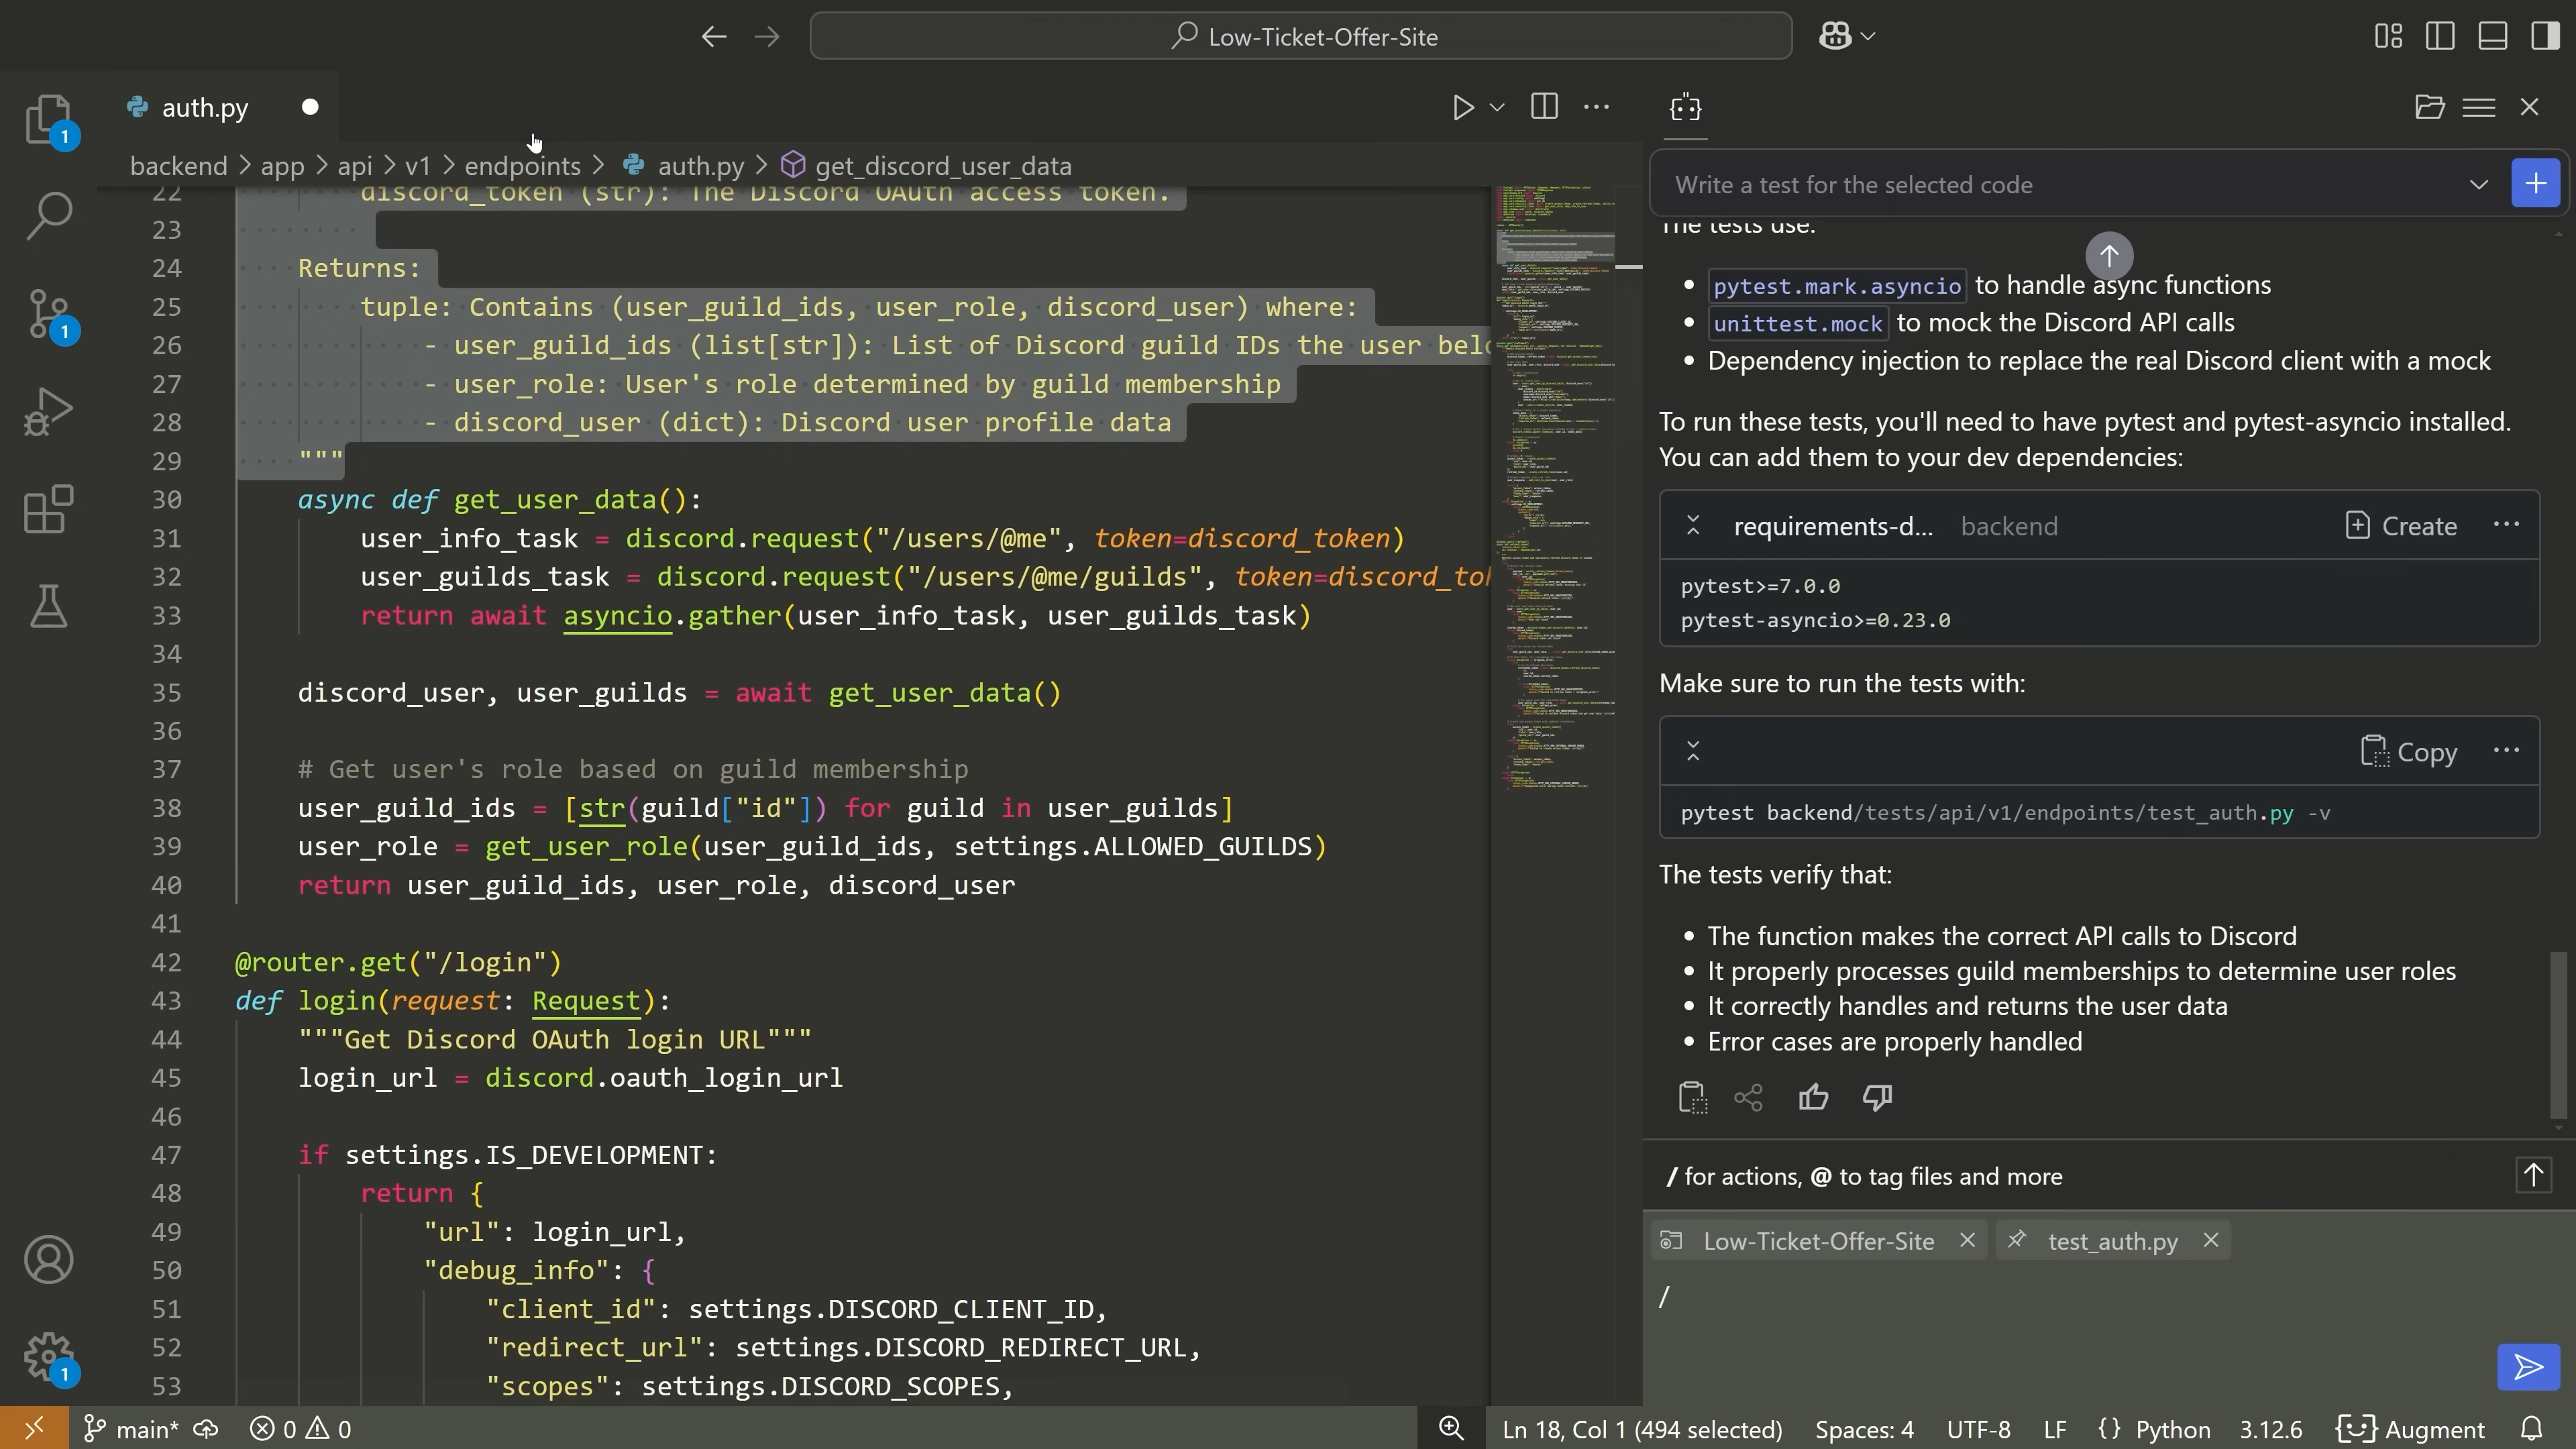 Low-Ticket-Offer-Site
auth.py
backend > app > api > v1 > endpoints > auth.py > get_discord_user_data
22 discord_token (str): The Discord OAuth access token.
23
24 Returns:
25 tuple: Contains (user_guild_ids, user_role, discord_user) where:
26 - user_guild_ids (list[str]): List of Discord guild IDs the user belo
27 - user_role: User's role determined by guild membership
28 - discord_user (dict): Discord user profile data
29 """
30 async def get_user_data():
31 user_info_task = discord.request("/users/@me", token=discord_token)
32 user_guilds_task = discord.request("/users/@me/guilds", token=discord_tok
33 return await asyncio.gather(user_info_task, user_guilds_task)
34
35 discord_user, user_guilds = await get_user_data()
36
37 # Get user's role based on guild membership
38 user_guild_ids = [str(guild["id"]) for guild in user_guilds]
39 user_role = get_user_role(user_guild_ids, settings.ALLOWED_GUILDS)
40 return user_guild_ids, user_role, discord_user
41
42 @router.get("/login")
43 def login(request: Request):
44 """Get Discord OAuth login URL"""
45 login_url = discord.oauth_login_url
46
47 if settings.IS_DEVELOPMENT:
48 return {
49 "url": login_url,
50 "debug_info": {
51 "client_id": settings.DISCORD_CLIENT_ID,
52 "redirect_url": settings.DISCORD_REDIRECT_URL,
53 "scopes": settings.DISCORD_SCOPES,
1
1
1
Write a test for the selected code
The tests use:
• pytest.mark.asyncio to handle async functions
• unittest.mock to mock the Discord API calls
• Dependency injection to replace the real Discord client with a mock
To run these tests, you'll need to have pytest and pytest-asyncio installed.
You can add them to your dev dependencies:
requirements-d... backend Create ...
pytest>=7.0.0
pytest-asyncio>=0.23.0
Make sure to run the tests with:
Copy ...
pytest backend/tests/api/v1/endpoints/test_auth.py -v
The tests verify that:
• The function makes the correct API calls to Discord
• It properly processes guild memberships to determine user roles
• It correctly handles and returns the user data
• Error cases are properly handled
/ for actions, @ to tag files and more
Low-Ticket-Offer-Site test_auth.py
/
main* 0 0 Ln 18, Col 1 (494 selected) Spaces: 4 UTF-8 LF {} Python 3.12.6 Augment